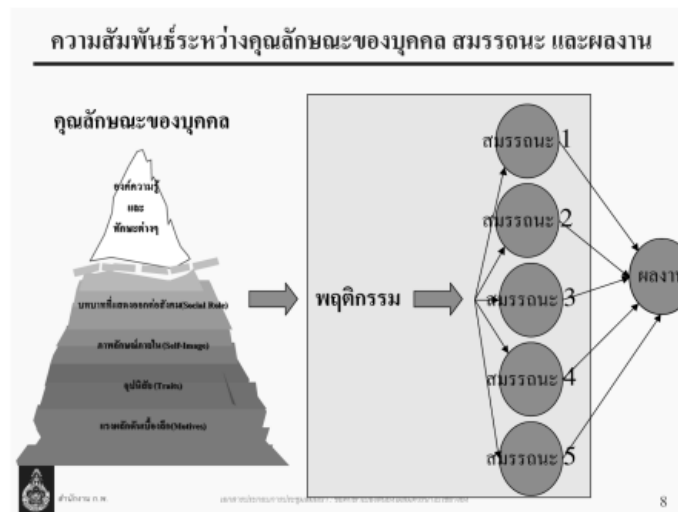 ความสัมพันธ์ระหว่างคุณลักษณะของบุคคล สมรรถนะ และผลงาน
คุณลักษณะของบุคคล
องค์ความรู้
และ
ทักษะต่างๆ
บทบาทที่แสดงออกต่อสังคม(Social Role)
ภาพลักษณ์ภายใน(Self-Image)
อุปนิสัย(Traits)
แรงผลักดันเบื้องลึก(Motives)
พฤติกรรม
สมรรถนะ 1
สมรรถนะ 2
สมรรถนะ 3
สมรรถนะ 4
สมรรถนะ 5
ผลงาน
สำนักงาน ก.พ.
8